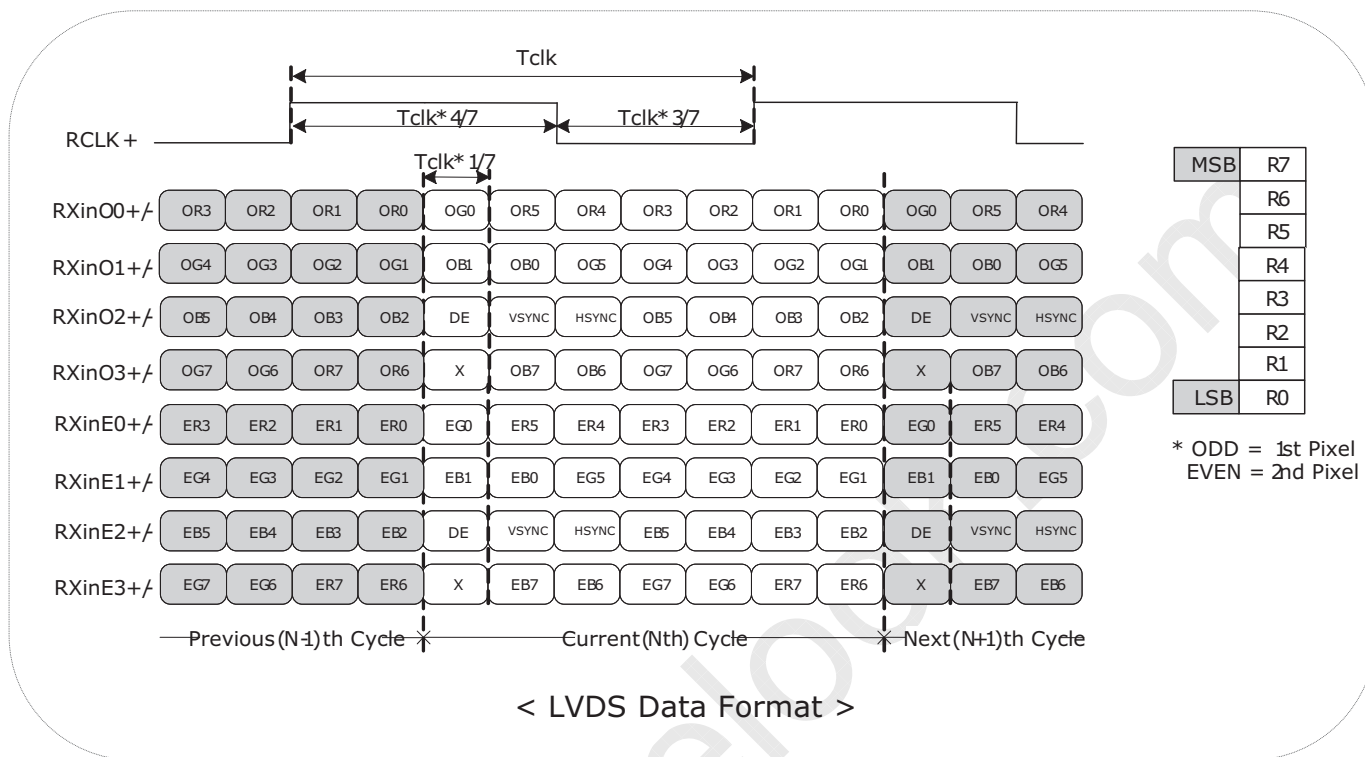 Tclk
Tclk* 4/7 Tclk* 3/7
RCLK +
Tclk* 1/7
RXinO0+/- OR3 OR2 OR1 OR0 OG0 OR5 OR4 OR3 OR2 OR1 OR0 OG0 OR5 OR4
RXinO1+/- OG4 OG3 OG2 OG1 OB1 OB0 OG5 OG4 OG3 OG2 OG1 OB1 OB0 OG5
RXinO2+/- OB5 OB4 OB3 OB2 DE VSYNC HSYNC OB5 OB4 OB3 OB2 DE VSYNC HSYNC
RXinO3+/- OG7 OG6 OR7 OR6 X OB7 OB6 OG7 OG6 OR7 OR6 X OB7 OB6
RXinE0+/- ER3 ER2 ER1 ER0 EG0 ER5 ER4 ER3 ER2 ER1 ER0 EG0 ER5 ER4
RXinE1+/- EG4 EG3 EG2 EG1 EB1 EB0 EG5 EG4 EG3 EG2 EG1 EB1 EB0 EG5
RXinE2+/- EB5 EB4 EB3 EB2 DE VSYNC HSYNC EB5 EB4 EB3 EB2 DE VSYNC HSYNC
RXinE3+/- EG7 EG6 ER7 ER6 X EB7 EB6 EG7 EG6 ER7 ER6 X EB7 EB6
Previous(N-1)th Cycle Current(Nth) Cycle Next(N+1)th Cycle
MSB R7
R6
R5
R4
R3
R2
R1
LSB R0
* ODD = 1st Pixel
EVEN = 2nd Pixel
< LVDS Data Format >